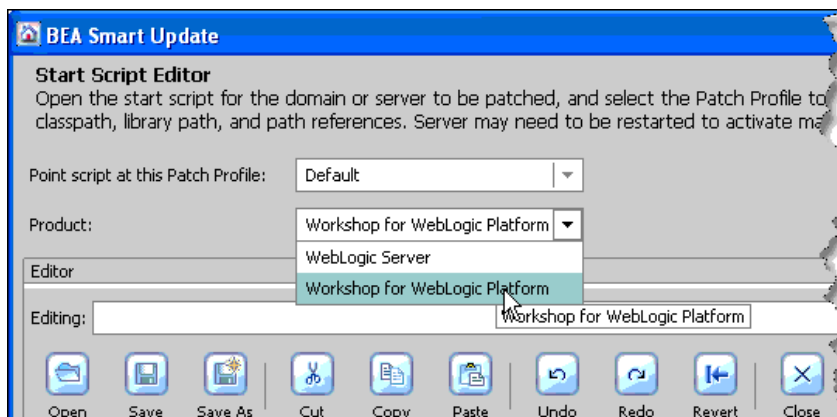 BEA Smart Update
Start Script Editor
Open the start script for the domain or server to be patched, and select the Patch Profile to
classpath, library path, and path references. Server may need to be restarted to activate
Point script at this Patch Profile: Default
Product: Workshop for WebLogic Platform
WebLogic Server
Editor
Workshop for WebLogic Platform
Editing:
Workshop for WebLogic Platform
Open Save Save As Cut Copy Paste Undo Redo Revert Close